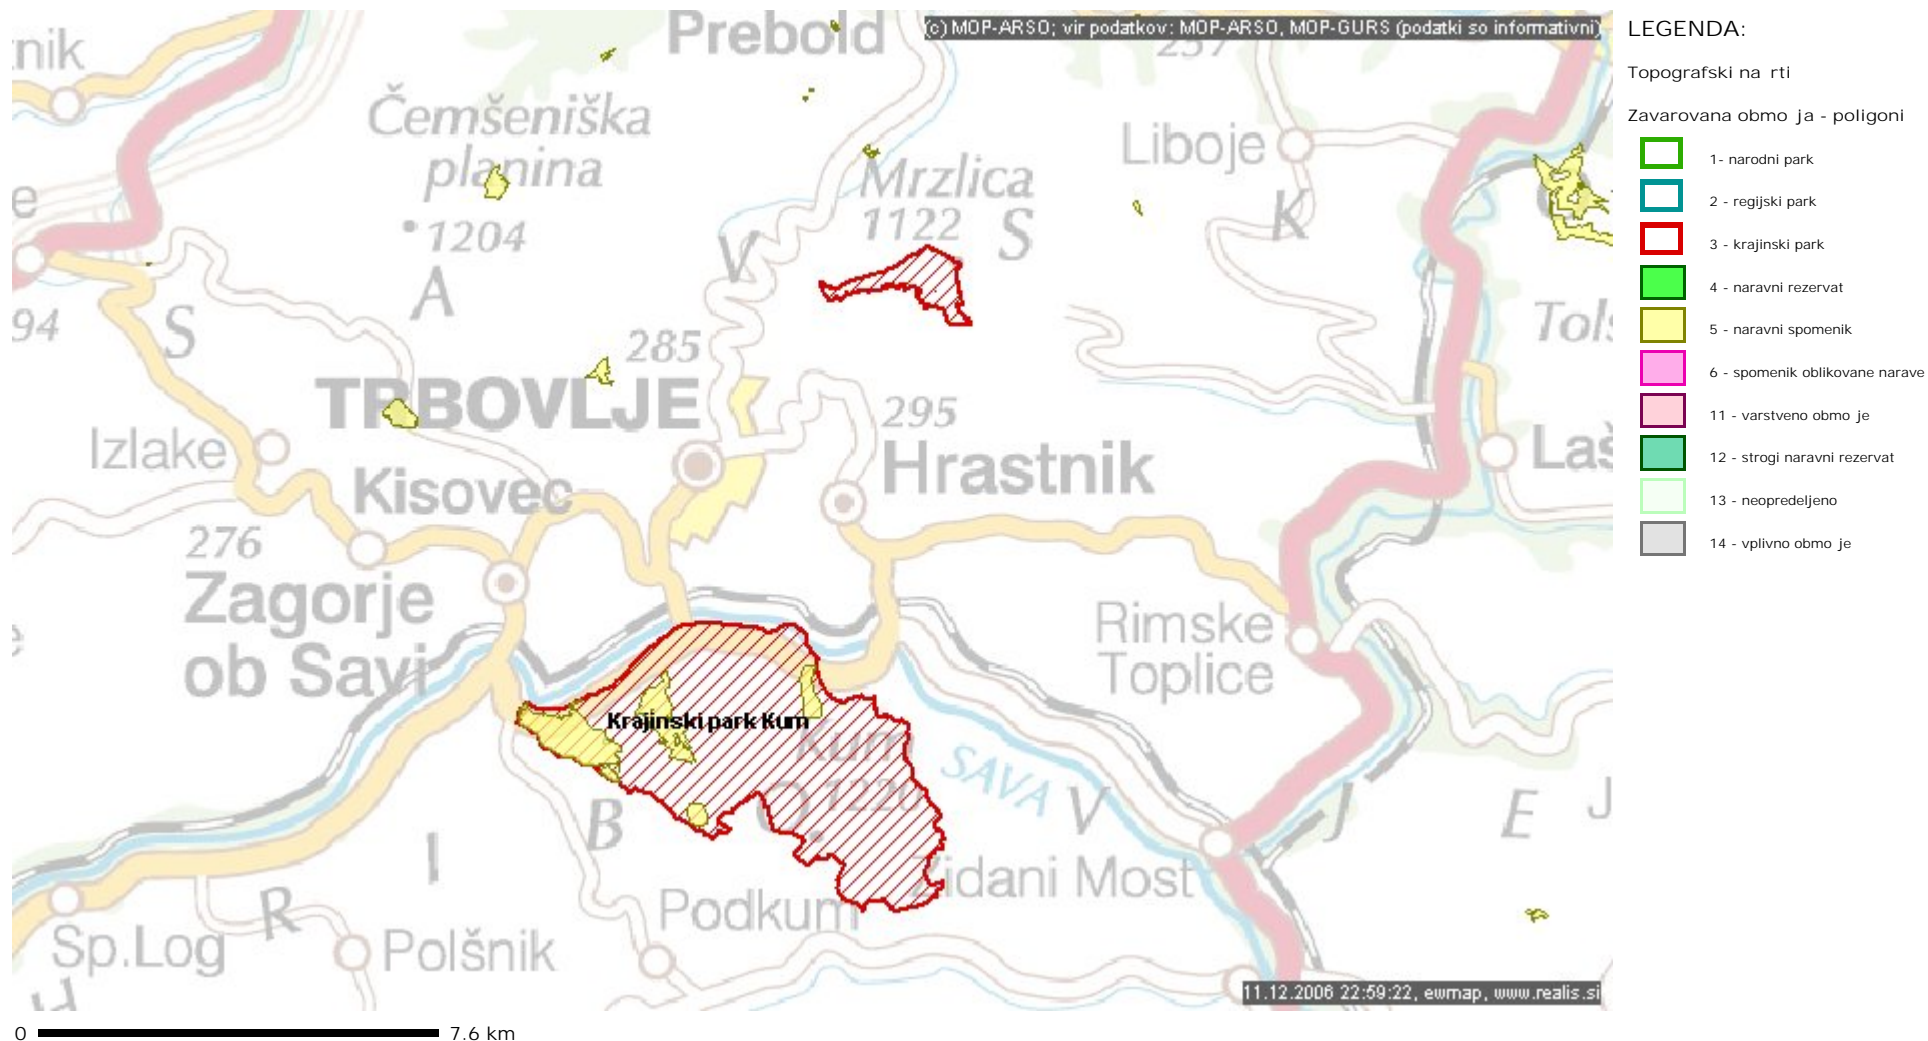 Prebold
(c) MOP-ARSO; vir podatkov: MOP-ARSO, MOP-GURS (podatki so informativni)
LEGENDA:
nik
237
Topografski na rti
Čemšeniška
planina
Zavarovana obmo ja - poligoni
Liboje
1- narodni park
Mrzlica
1122
2 - regijski park
e
S
K
1204
V
3 - krajinski park
A
4 - naravni rezervat
94
S
285
Tols
5 - naravni spomenik
TRBOVLJE
6 - spomenik oblikovane narave
295
11 - varstveno obmo je
Izlake
Hrastnik
Laš
12 - strogi naravni rezervat
Kisovec
13 - neopredeljeno
276
14 - vplivno obmo je
Zagorje
ob Savi
Rimske
Toplice
e
Krajinski park Kum
Kum
1220
O
SAVA
V
J
E
J
B
I
Zidani Most
R
Podkum
Sp.Log
Polšnik
11.12.2006 22:59:22, ewmap, www.realis.si
0
7.6 km